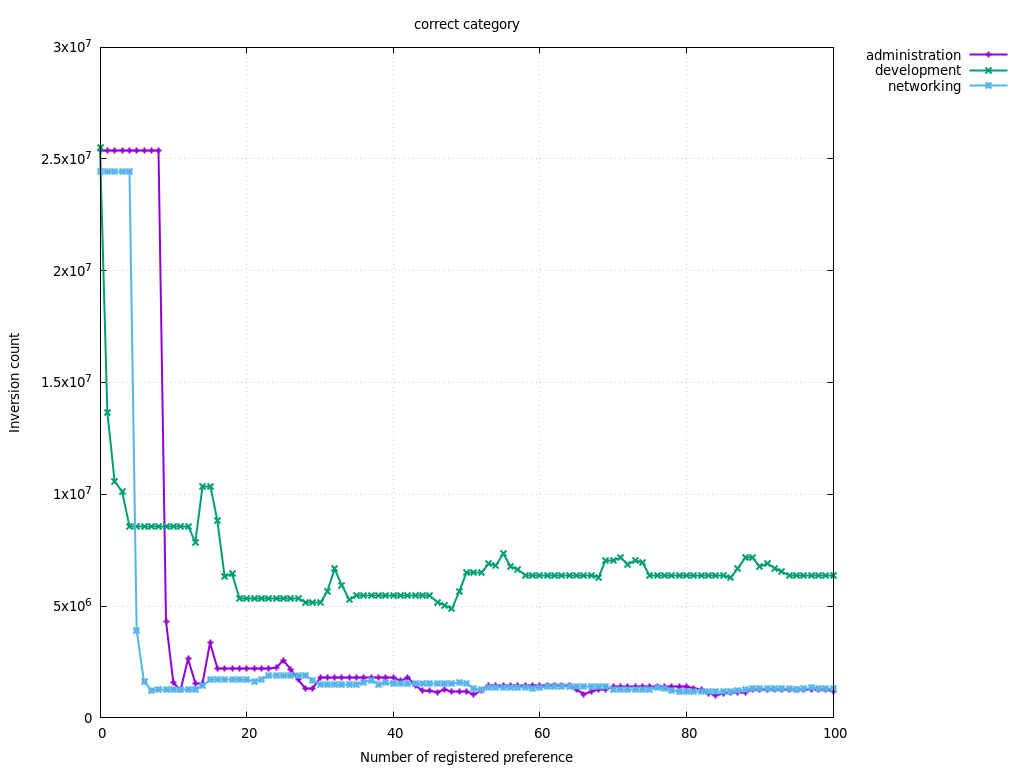 correct category
3x10^7
2.5x10^7
2x10^7
1.5x10^7
1x10^7
5x10^6
0
Inversion count
0 20 40 60 80 100
Number of registered preference
administration
development
networking